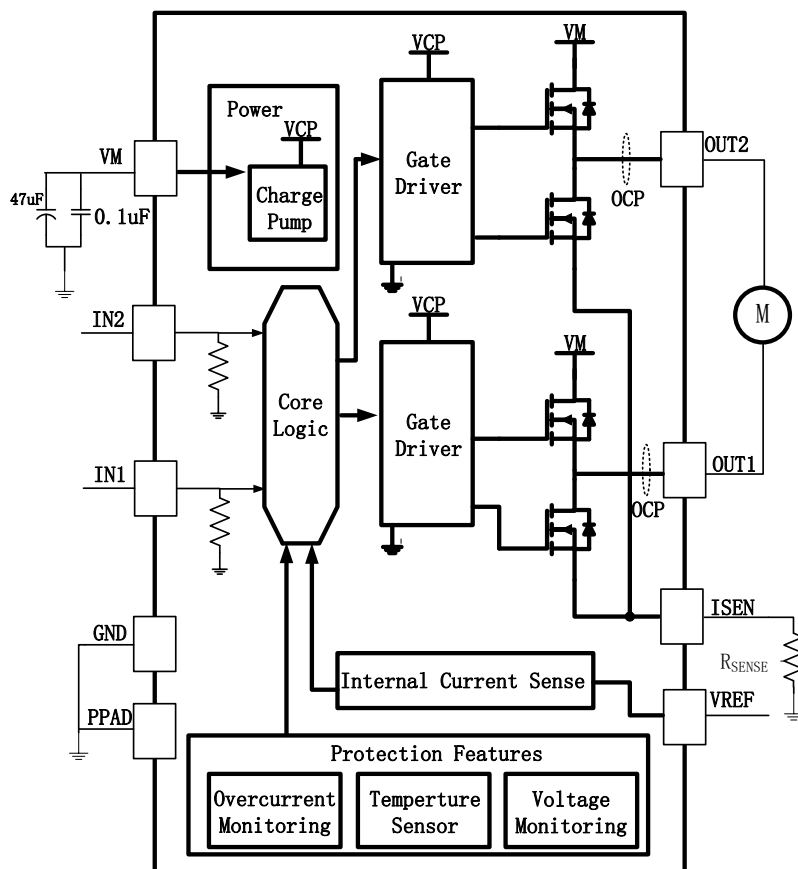 VM
VCP
Power
VCP
VM
Gate
Driver
OUT2
OCP
Charge
Pump
47uF
0.1uF
IN2
VCP
VM
M
Core
Logic
Gate
Driver
IN1
OUT1
OCP
GND
ISEN
RSENSE
Internal Current Sense
PPAD
VREF
Protection Features
Overcurrent
Monitoring
Temperture
Sensor
Voltage
Monitoring